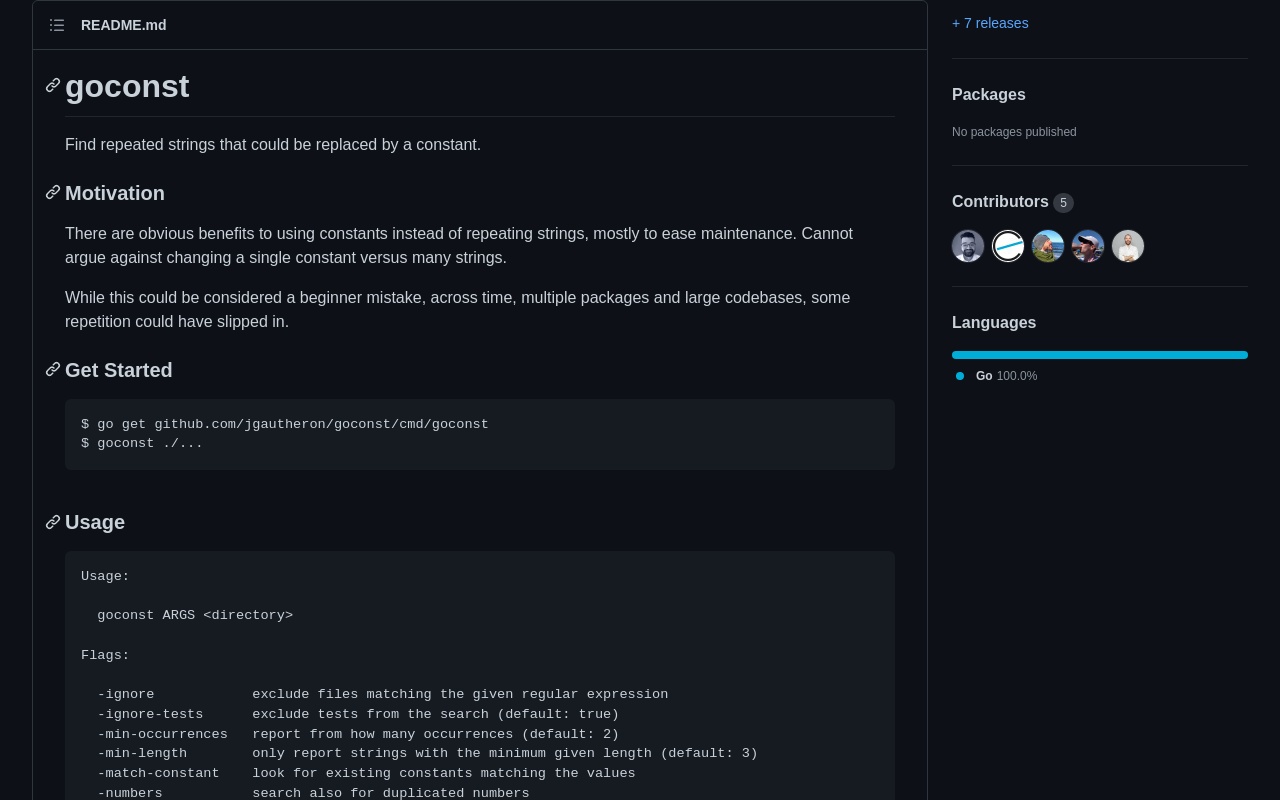 README.md
goconst
Find repeated strings that could be replaced by a constant.
Motivation
There are obvious benefits to using constants instead of repeating strings, mostly to ease maintenance. Cannot
argue against changing a single constant versus many strings.
While this could be considered a beginner mistake, across time, multiple packages and large codebases, some
repetition could have slipped in.
Get Started
$ go get github.com/jgautheron/goconst/cmd/goconst
$ goconst ./...
Usage
Usage:
  goconst ARGS <directory>
Flags:
  -ignore            exclude files matching the given regular expression
  -ignore-tests      exclude tests from the search (default: true)
  -min-occurrences   report from how many occurrences (default: 2)
  -min-length        only report strings with the minimum given length (default: 3)
  -match-constant    look for existing constants matching the values
  -numbers           search also for duplicated numbers
+ 7 releases
Packages
No packages published
Contributors 5
Languages
Go 100.0%